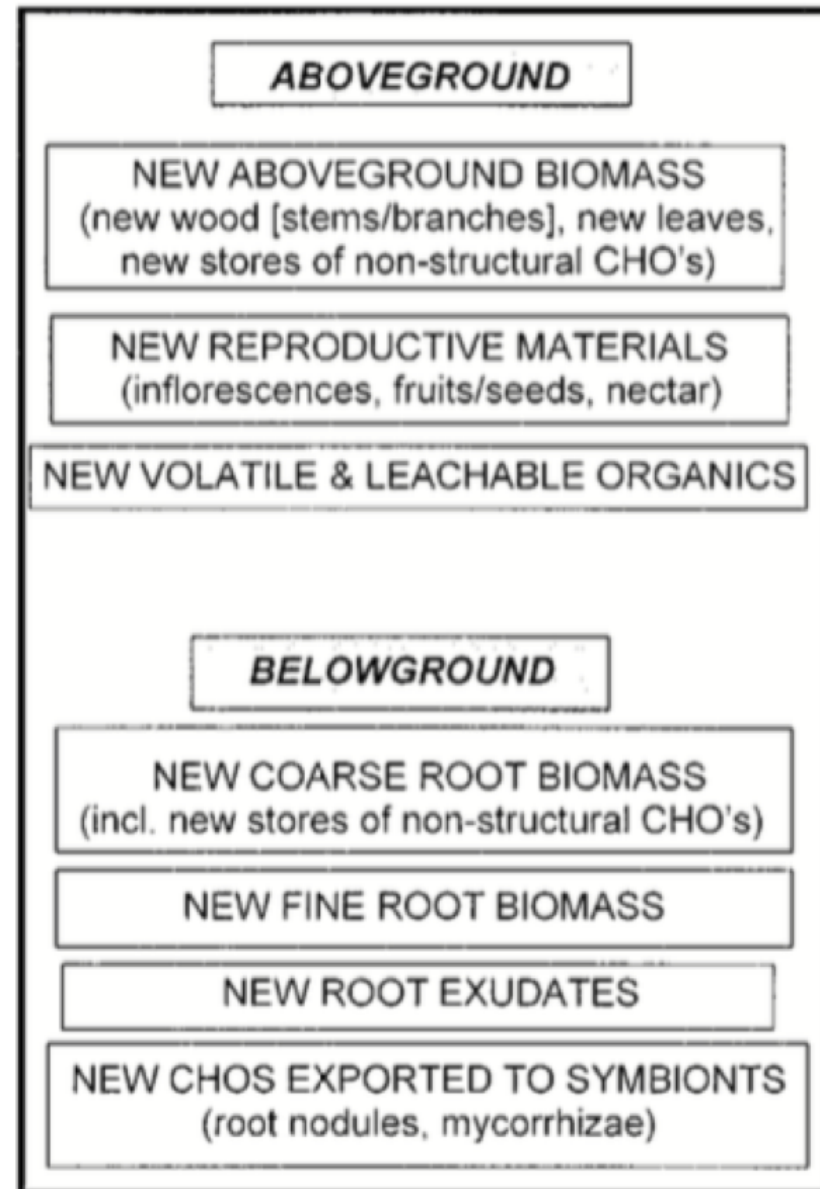 ABOVEGROUND
NEW ABOVEGROUND BIOMASS
(new wood [stems/branches], new leaves,
new stores of non-structural CHO's)
NEW REPRODUCTIVE MATERIALS
(inflorescences, fruits/seeds, nectar)
NEW VOLATILE & LEACHABLE ORGANICS
BELOWGROUND
NEW COARSE ROOT BIOMASS
(incl. new stores of non-structural CHO's)
NEW FINE ROOT BIOMASS
NEW ROOT EXUDATES
NEW CHOS EXPORTED TO SYMBIONTS
(root nodules, mycorrhizae)